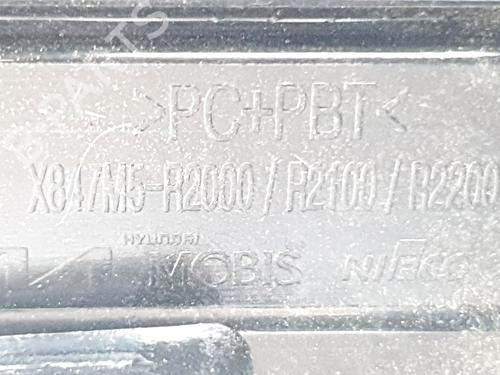 >PC+PBT<
X847M5-R2000/R2100/R2200
HYUNDAI
MOBIS